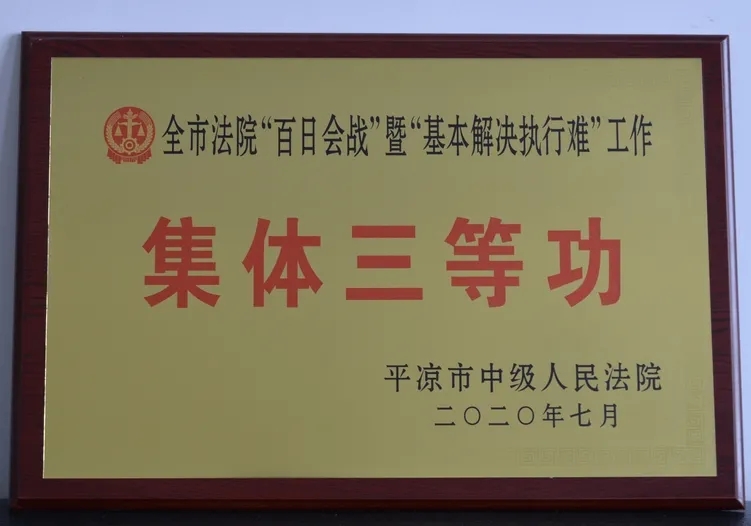 全市法院“百日会战”暨“基本解决执行难”工作
集体三等功
平凉市中级人民法院
二〇二〇年七月